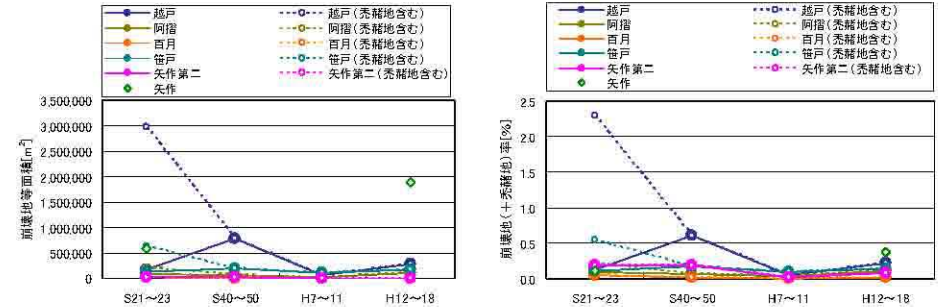 越戸 越戸(禿赭地含む)
阿摺 阿摺(禿赭地含む)
百月 百月(禿赭地含む)
笹戸 笹戸(禿赭地含む)
矢作第二 矢作第二(禿赭地含む)
矢作
崩壊地等面積[m²]
3,500,000
3,000,000
2,500,000
2,000,000
1,500,000
1,000,000
500,000
0
S21～23 S40～50 H7～11 H12～18
越戸 越戸(禿赭地含む)
阿摺 阿摺(禿赭地含む)
百月 百月(禿赭地含む)
笹戸 笹戸(禿赭地含む)
矢作第二 矢作第二(禿赭地含む)
矢作
崩壊地(＋禿赭地)率[%]
2.5
2.0
1.5
1.0
0.5
0.0
S21～23 S40～50 H7～11 H12～18